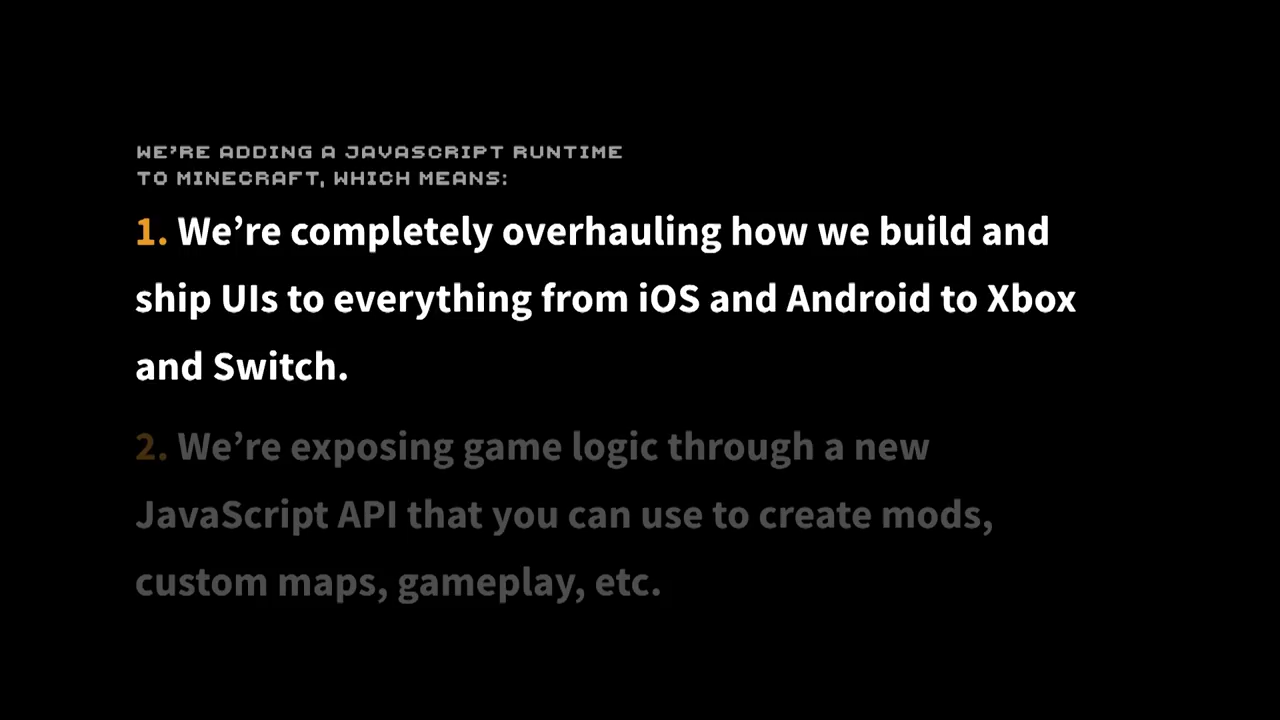 WE'RE ADDING A JAVASCRIPT RUNTIME
TO MINECRAFT, WHICH MEANS:
1. We’re completely overhauling how we build and
ship UIs to everything from iOS and Android to Xbox
and Switch.
2. We’re exposing game logic through a new
JavaScript API that you can use to create mods,
custom maps, gameplay, etc.